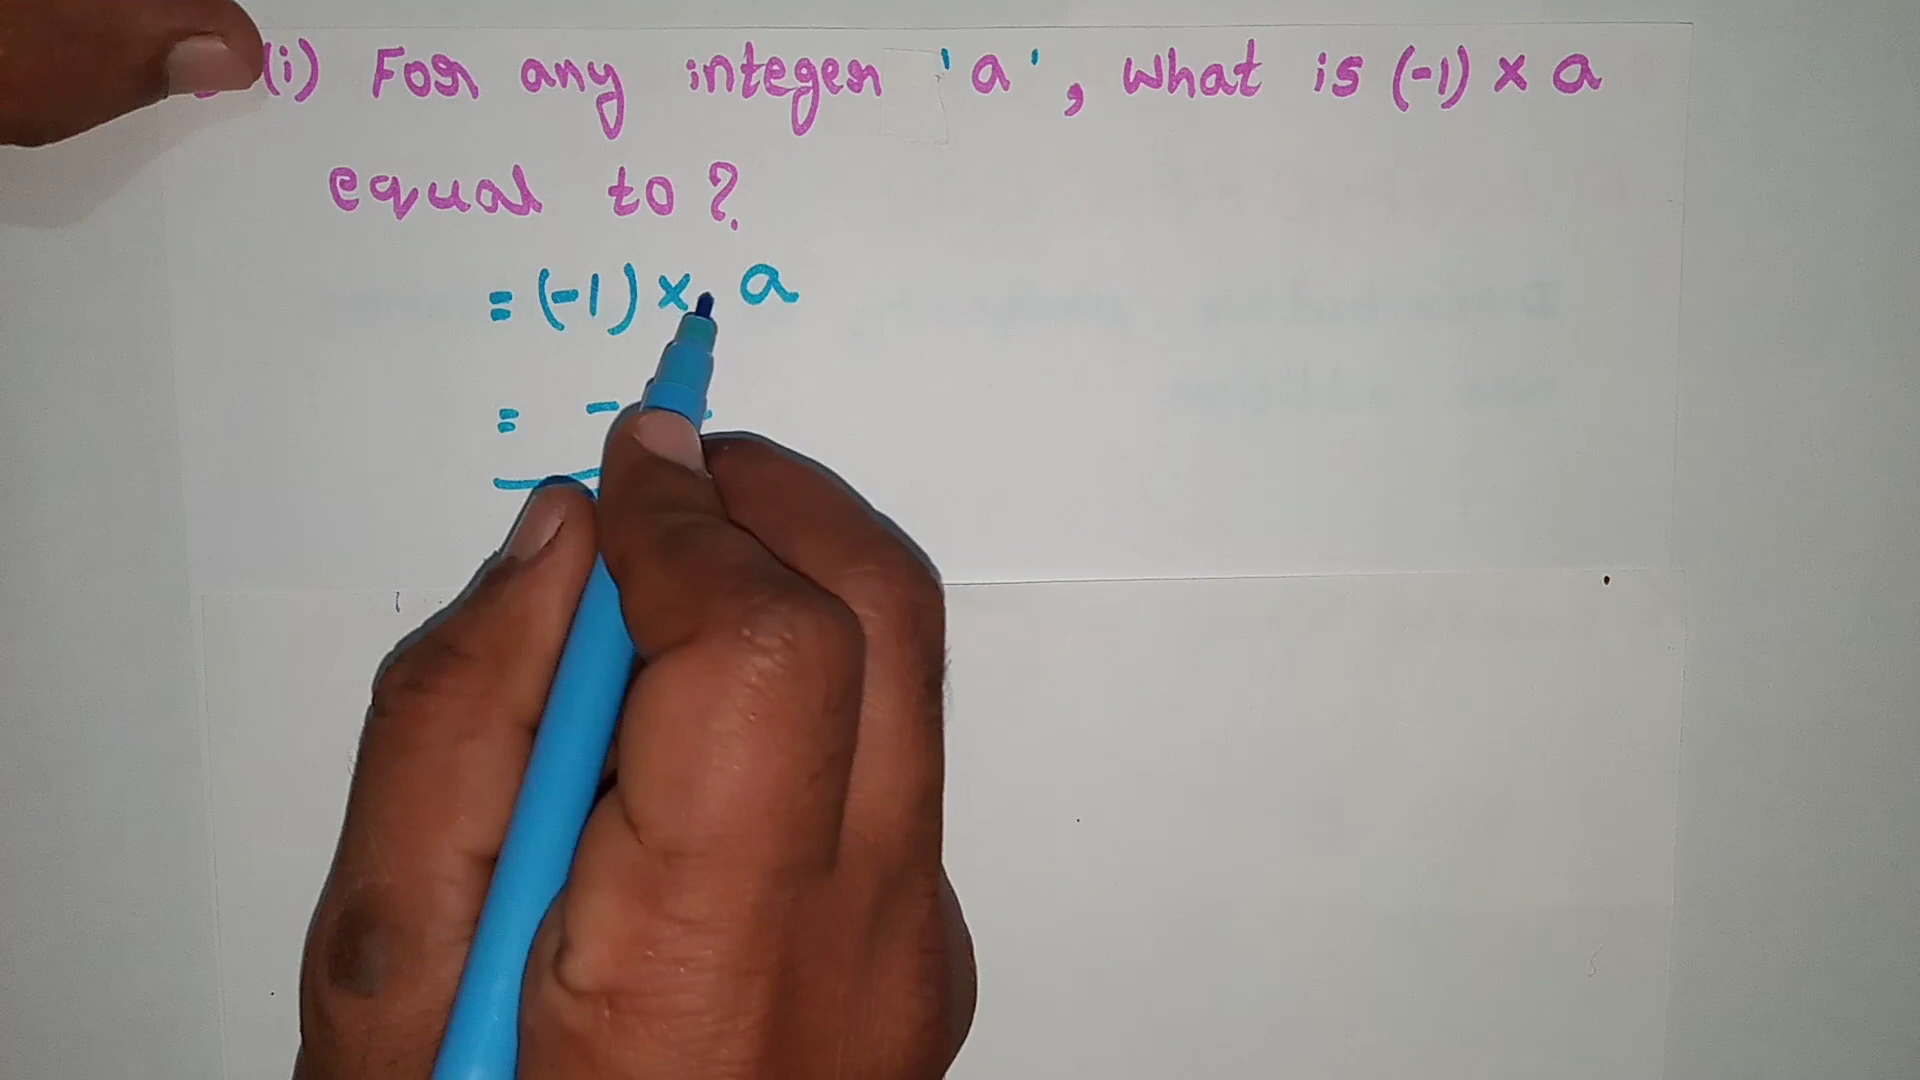 (i) For any integer 'a', what is (-1) × a
equal to?
= (-1) × a
= -